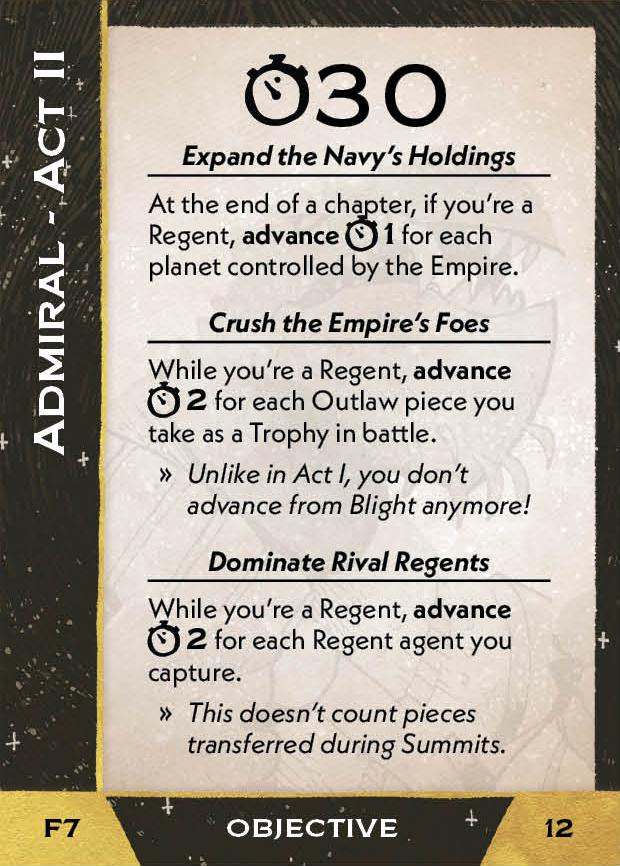 ADMIRAL - ACT II
30
Expand the Navy's Holdings
At the end of a chapter, if you're a
Regent, advance 1 for each
planet controlled by the Empire.
Crush the Empire's Foes
While you're a Regent, advance
2 for each Outlaw piece you
take as a Trophy in battle.
» Unlike in Act I, you don't
advance from Blight anymore!
Dominate Rival Regents
While you're a Regent, advance
2 for each Regent agent you
capture.
» This doesn't count pieces
transferred during Summits.
F7
OBJECTIVE
12